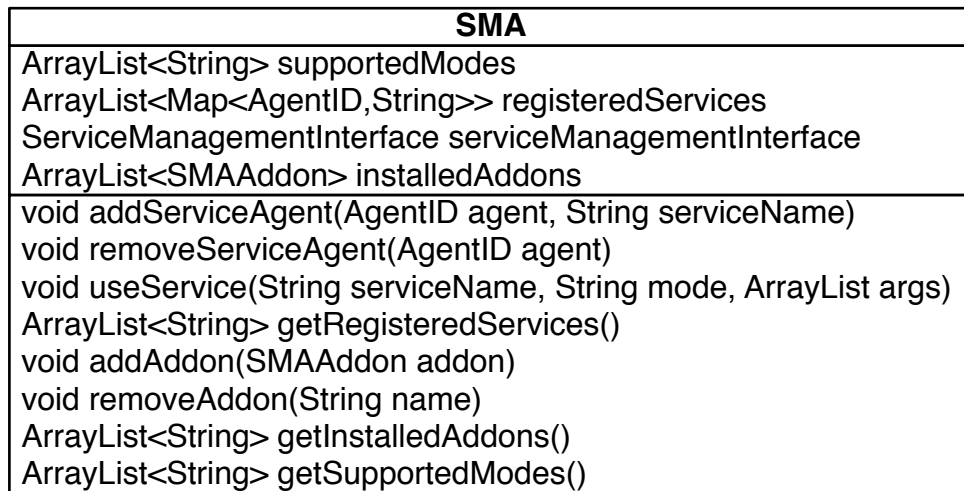 SMA
ArrayList<String> supportedModes
ArrayList<Map<AgentID,String>> registeredServices
ServiceManagementInterface serviceManagementInterface
ArrayList<SMAAddon> installedAddons
void addServiceAgent(AgentID agent, String serviceName)
void removeServiceAgent(AgentID agent)
void useService(String serviceName, String mode, ArrayList args)
ArrayList<String> getRegisteredServices()
void addAddon(SMAAddon addon)
void removeAddon(String name)
ArrayList<String> getInstalledAddons()
ArrayList<String> getSupportedModes()